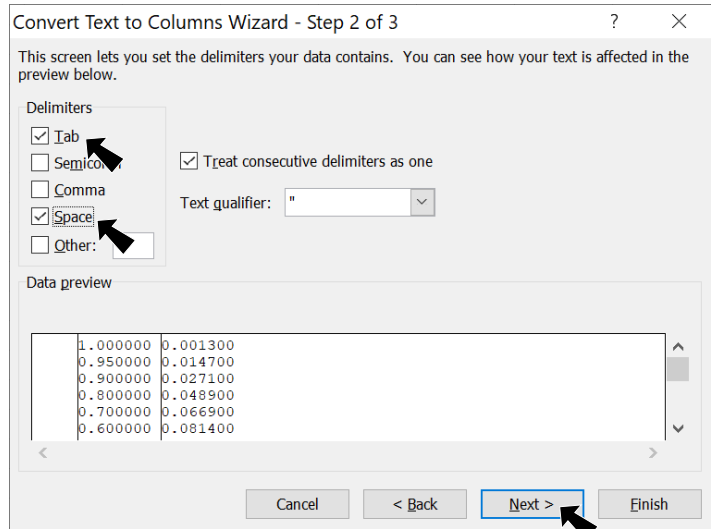 Convert Text to Columns Wizard - Step 2 of 3 ?
This screen lets you set the delimiters your data contains. You can see how your text is affected in the
preview below.
Delimiters
Tab
Semicolon
Comma
Space
Other:
Treat consecutive delimiters as one
Text qualifier: "
Data preview
1.000000 0.001300
0.950000 0.014700
0.900000 0.027100
0.800000 0.048900
0.700000 0.066900
0.600000 0.081400
Cancel < Back Next > Finish